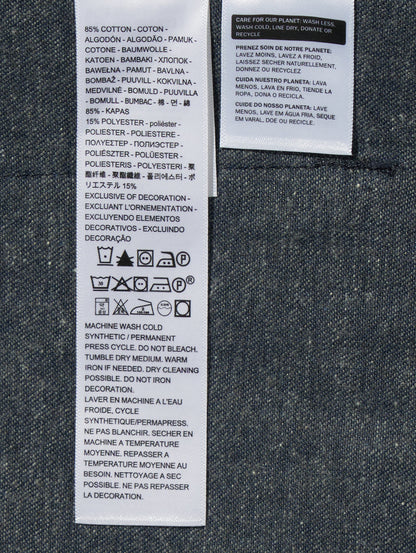 85% COTTON - COTON -
ALGODÓN - ALGODÃO - PAMUK -
COTONE - BAUMWOLLE -
KATOEN - BAMBAKI - ХЛОПОК -
BAWEŁNA - PAMUT - BAVLNA -
BOMBAŽ - PUUVILLA - KOKVILNA -
MEDVILNĖ - BOMULD - PUUVILLA
- BOMULL - BUMBAC - 棉 - 면 - 綿
85% - KAPAS
15% POLYESTER - poliéster -
POLIESTER - POLIESTERE -
ΠΟΛΥΕΣΤΕΡ - ПОЛИЭСТЕР -
POLIÉSZTER - POLÜESTER -
POLIESTERIS - POLYESTERI - 聚
酯纤维 - 聚酯纖維 - 폴리에스터 - ポ
リエステル 15%
EXCLUSIVE OF DECORATION -
EXCLUANT L'ORNEMENTATION -
EXCLUYENDO ELEMENTOS
DECORATIVOS - EXCLUINDO
DECORAÇÃO
MACHINE WASH COLD
SYNTHETIC / PERMANENT
PRESS CYCLE. DO NOT BLEACH.
TUMBLE DRY MEDIUM. WARM
IRON IF NEEDED. DRY CLEANING
POSSIBLE. DO NOT IRON
DECORATION.
LAVER EN MACHINE A L'EAU
FROIDE, CYCLE
SYNTHETIQUE/PERMAPRESS.
NE PAS BLANCHIR. SECHER EN
MACHINE A TEMPERATURE
MOYENNE. REPASSER A
TEMPERATURE MOYENNE AU
BESOIN. NETTOYAGE A SEC
POSSIBLE. NE PAS REPASSER
LA DECORATION.
CARE FOR OUR PLANET: WASH LESS,
WASH COLD, LINE DRY, DONATE OR
RECYCLE
PRENEZ SOIN DE NOTRE PLANETE:
LAVEZ MOINS, LAVEZ A FROID,
LAISSEZ SECHER NATURELLEMENT,
DONNEZ OU RECYCLEZ
CUIDA NUESTRO PLANETA: LAVA
MENOS, LAVA EN FRIO, TIENDE LA
ROPA, DONA O RECICLA.
CUIDE DO NOSSO PLANETA: LAVE
MENOS, LAVE EM ÁGUA FRIA, SEQUE
EM VARAL, DOE OU RECICLE.